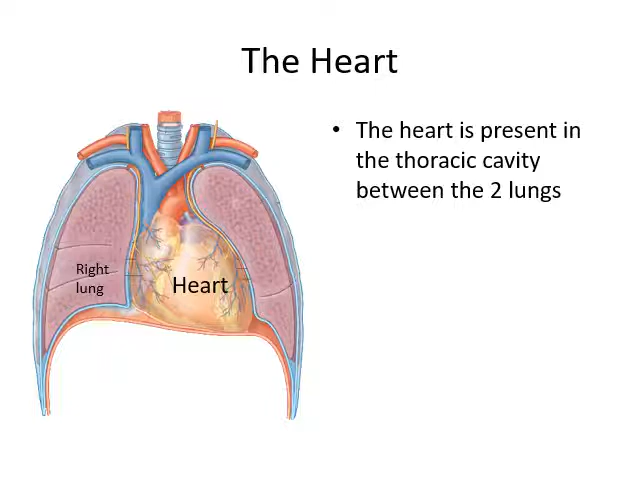 The Heart
• The heart is present in
the thoracic cavity
between the 2 lungs
Right
lung
Heart